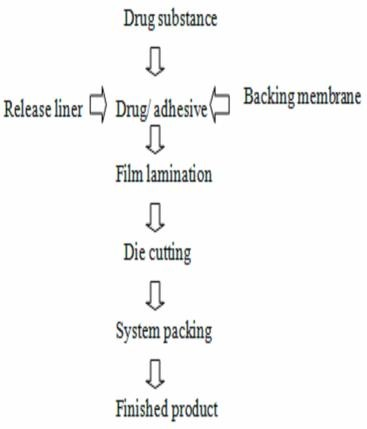 Drug substance
Backing membrane
Release liner
Drug/ adhesive
Film lamination
Die cutting
System packing
Finished product